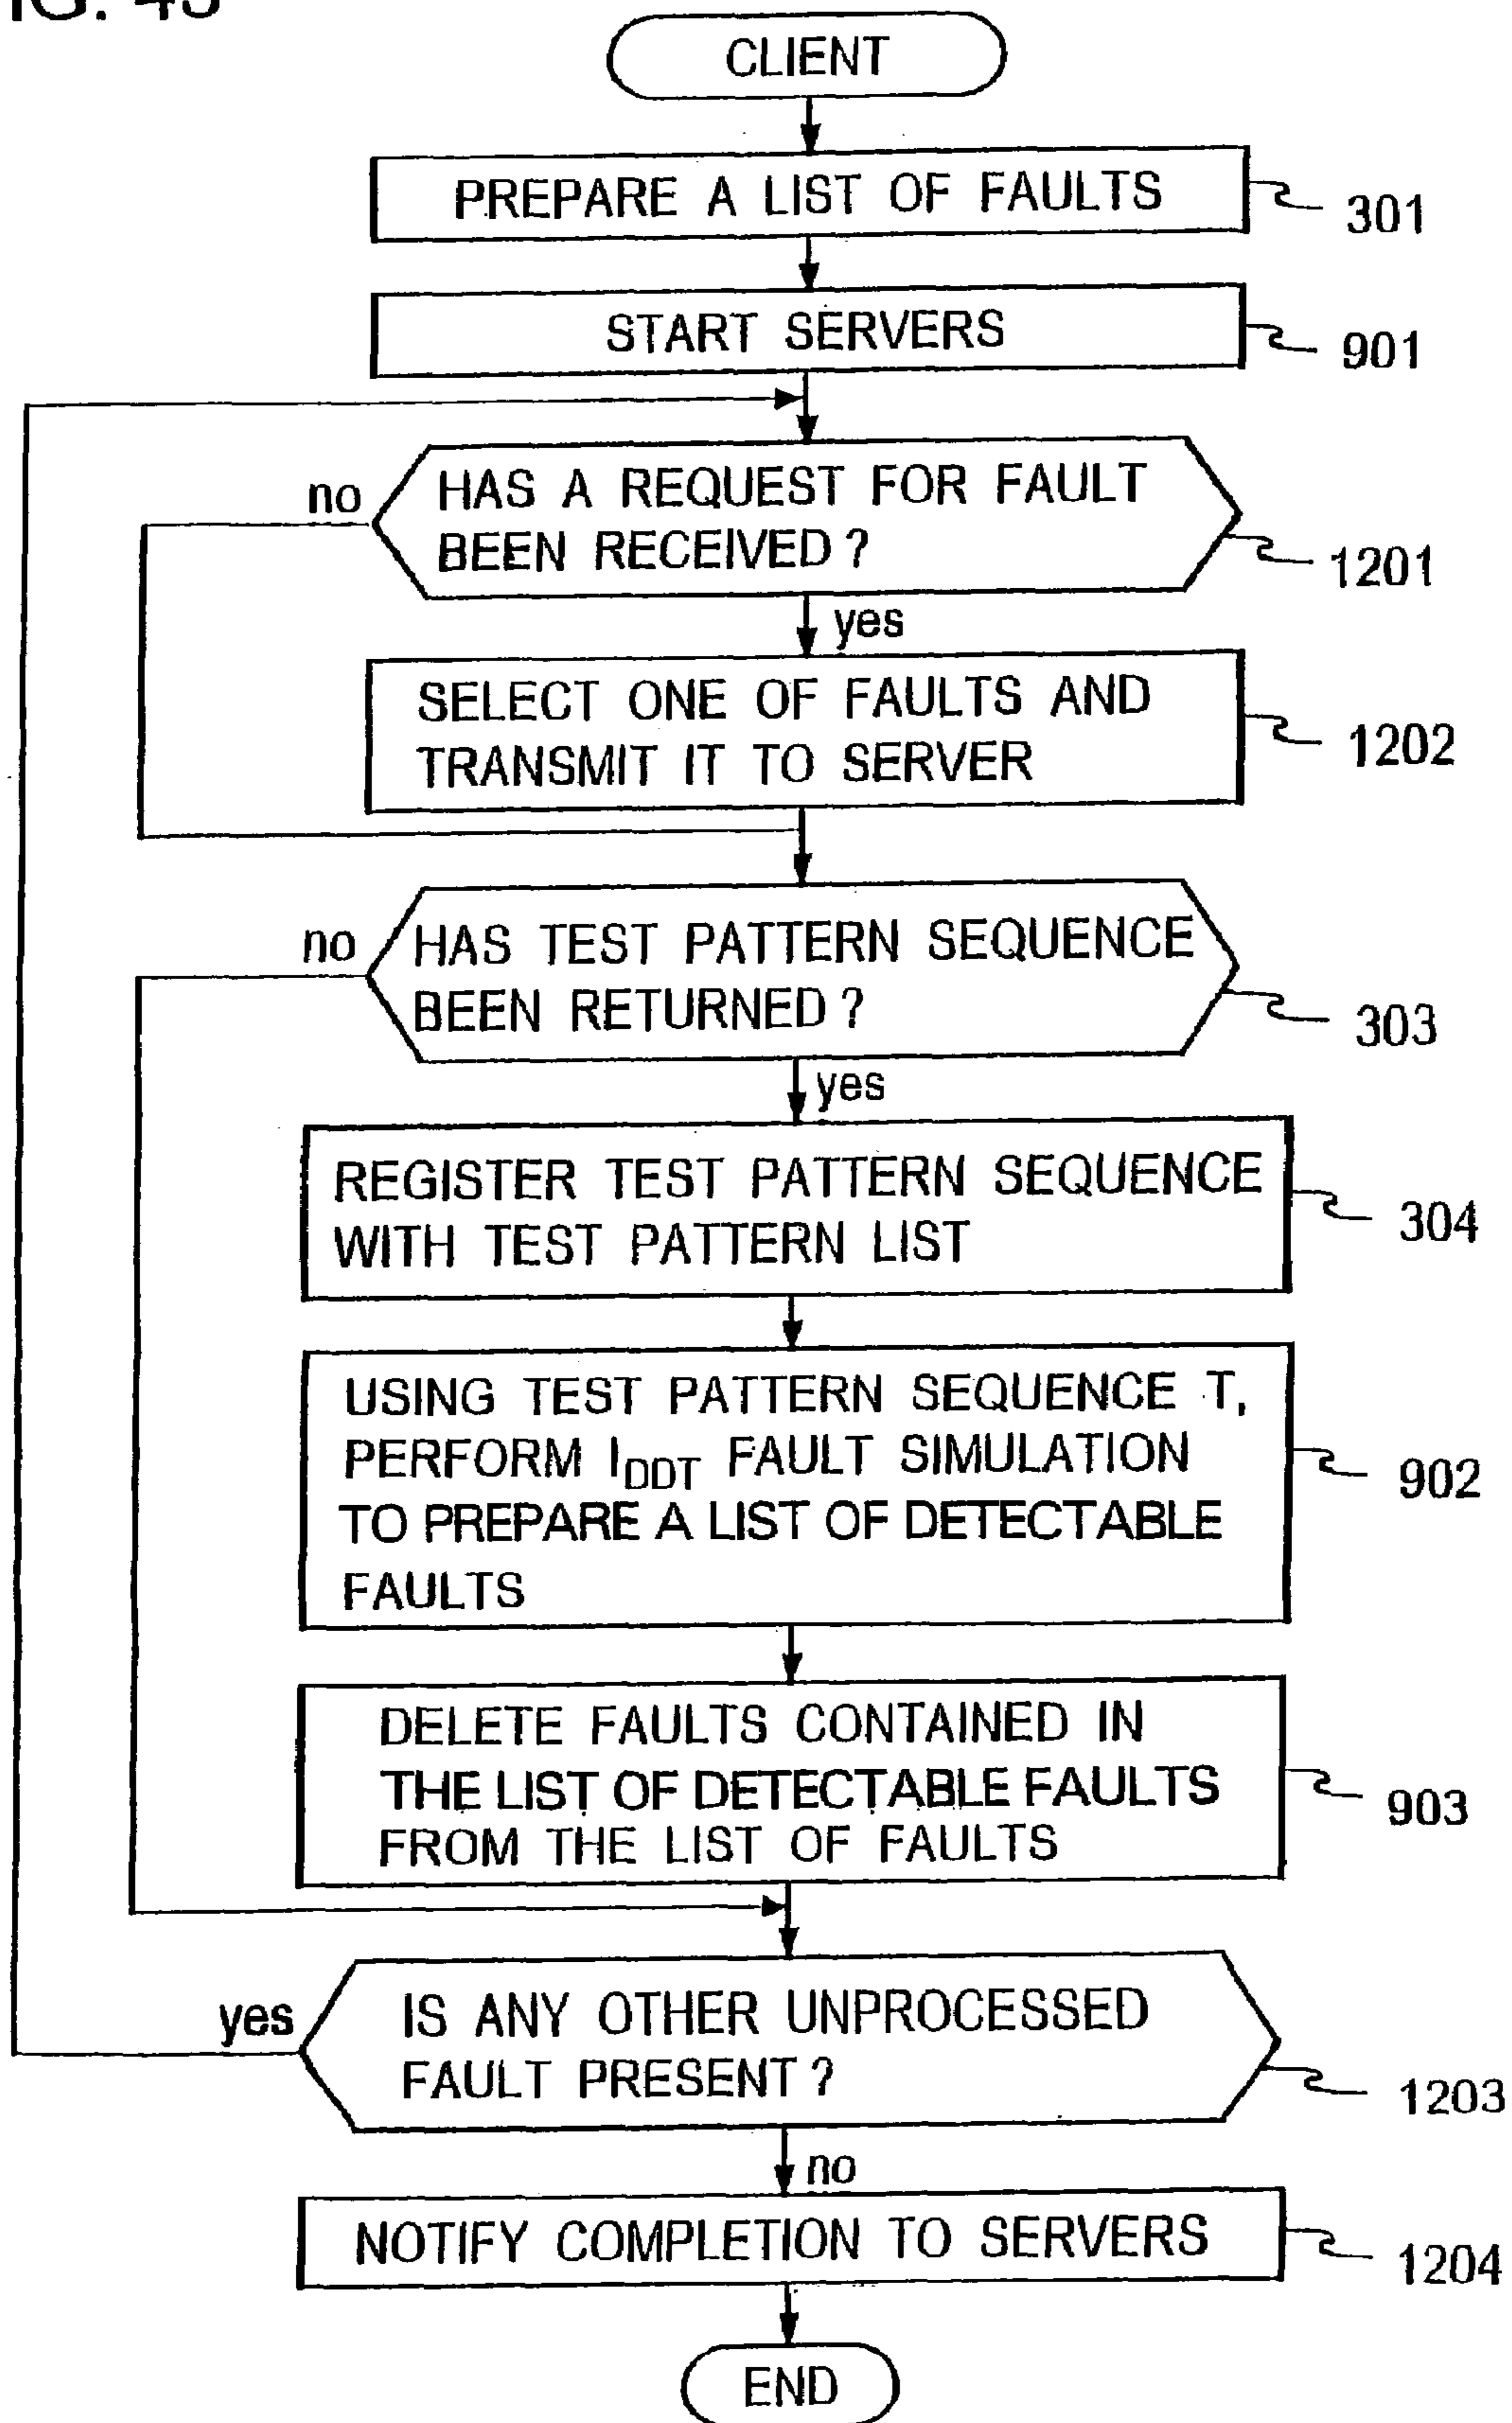 CLIENT
PREPARE A LIST OF FAULTS
301
START SERVERS
901
no
HAS A REQUEST FOR FAULT
BEEN RECEIVED?
1201
yes
SELECT ONE OF FAULTS AND
TRANSMIT IT TO SERVER
1202
no
HAS TEST PATTERN SEQUENCE
BEEN RETURNED?
303
yes
REGISTER TEST PATTERN SEQUENCE
WITH TEST PATTERN LIST
304
USING TEST PATTERN SEQUENCE T,
PERFORM IDDT FAULT SIMULATION
TO PREPARE A LIST OF DETECTABLE
FAULTS
902
DELETE FAULTS CONTAINED IN
THE LIST OF DETECTABLE FAULTS
FROM THE LIST OF FAULTS
903
yes
IS ANY OTHER UNPROCESSED
FAULT PRESENT?
1203
no
NOTIFY COMPLETION TO SERVERS
1204
END